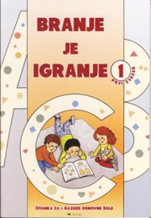 BRANJE
JE
IGRANJE
1
ČITANKA ZA 1. RAZRED OSNOVNE ŠOLE